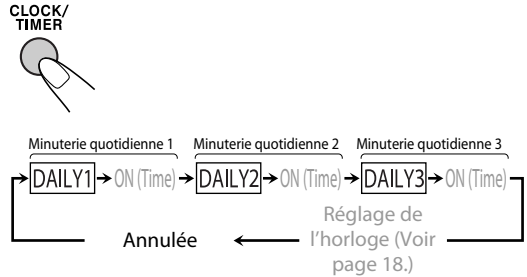 CLOCK/
TIMER
Minuterie quotidienne 1 Minuterie quotidienne 2 Minuterie quotidienne 3
DAILY1 ON (Time) DAILY2 ON (Time) DAILY3 ON (Time)
Annulée
Réglage de
l'horloge (Voir
page 18.)